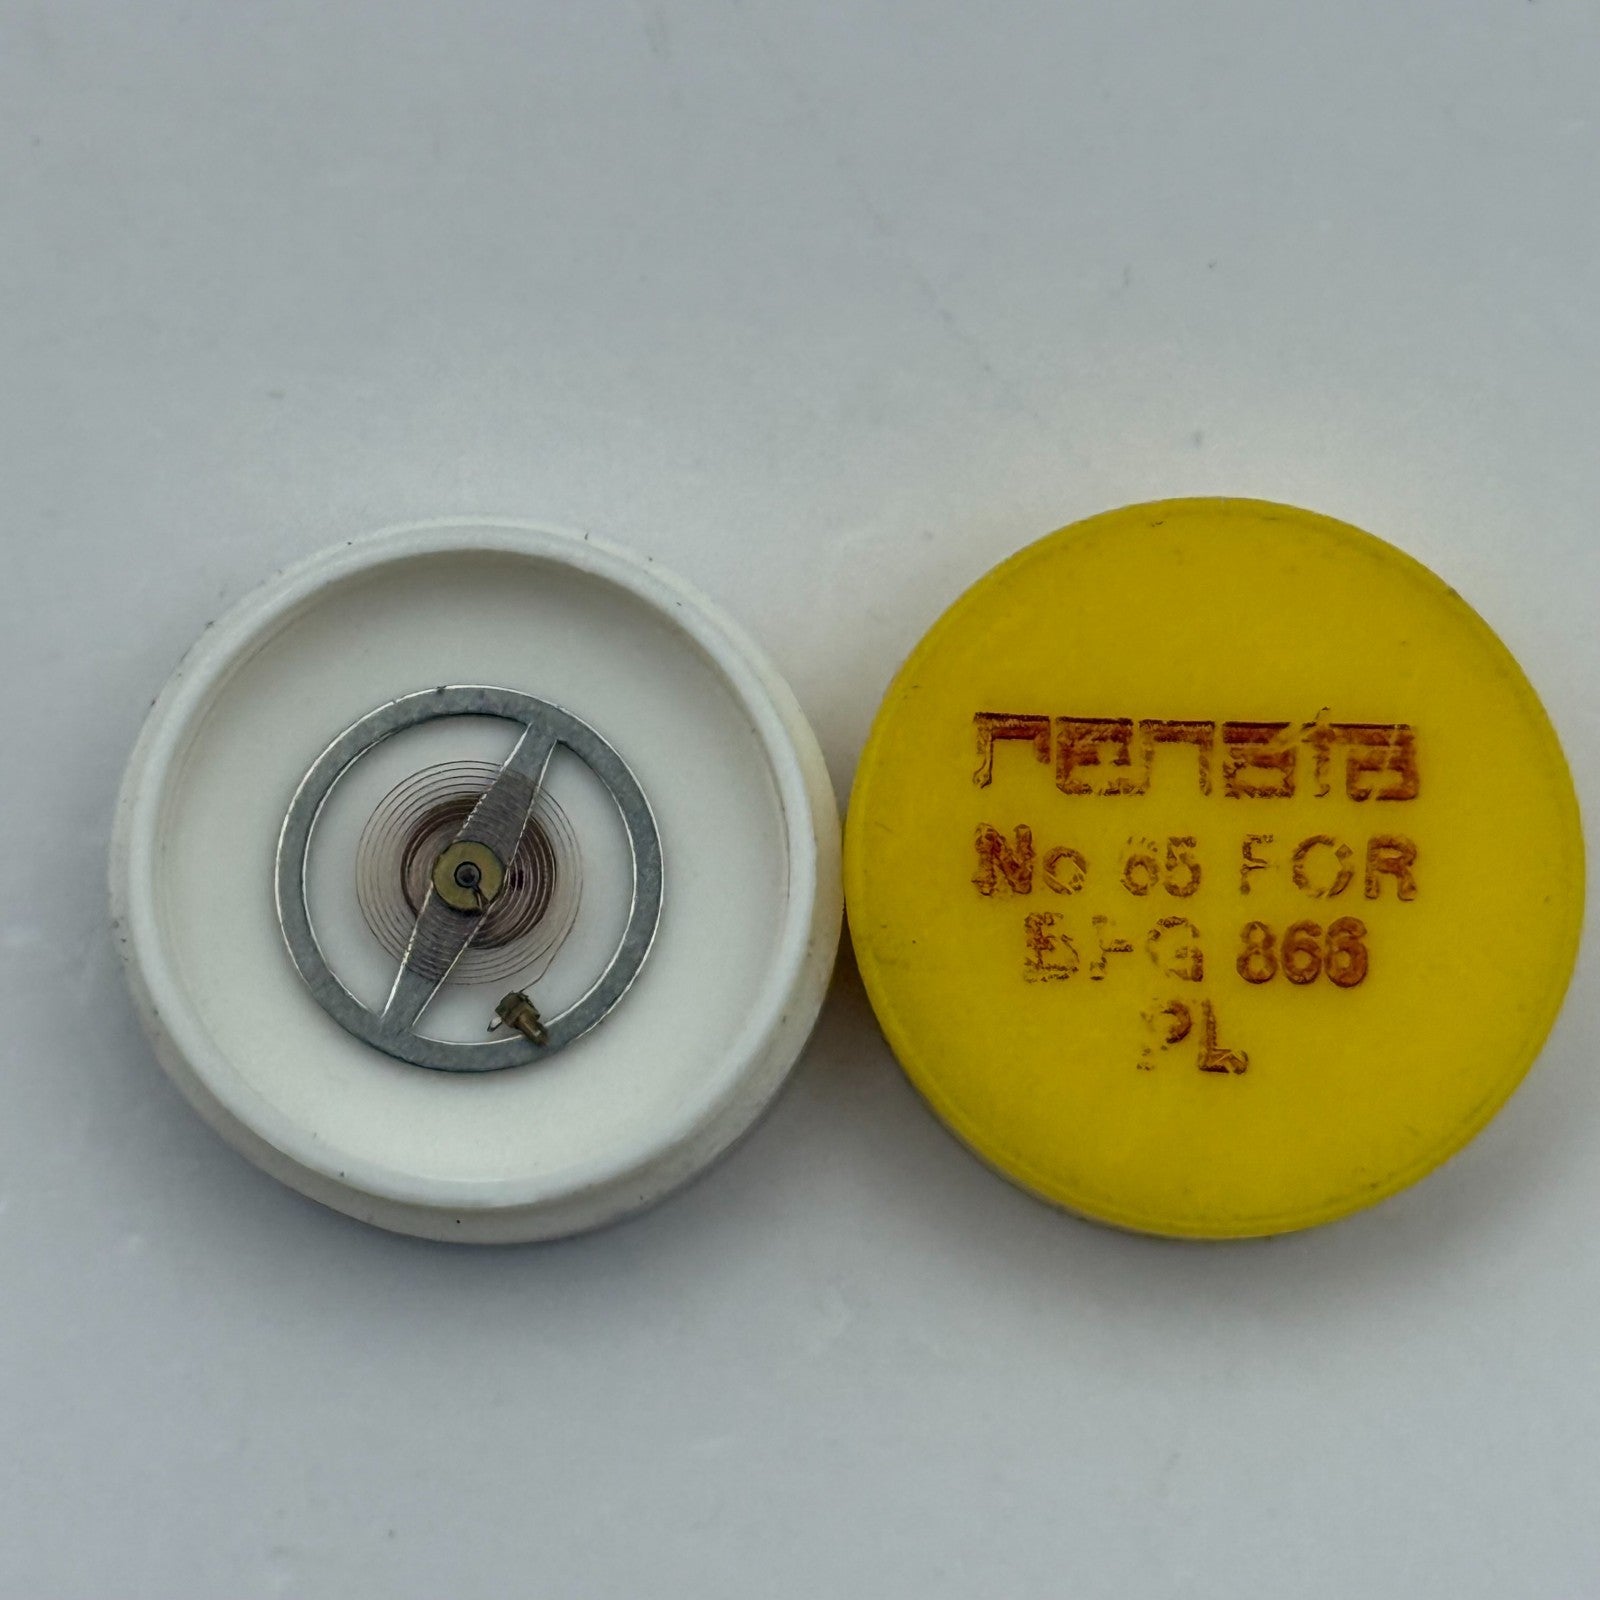 renata
No 65 FOR
BFG 866
PL